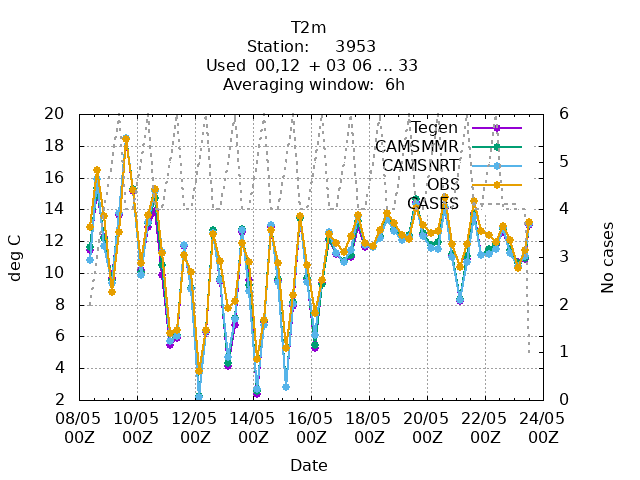 T2m
Station: 3953
Used 00,12 + 03 06 ... 33
Averaging window: 6h
20
18
16
14
12
10
8
6
4
2
deg C
6
5
4
3
2
1
0
No cases
Tegen
CAMSMMR
CAMSNRT
OBS
CASES
08/05 10/05 12/05 14/05 16/05 18/05 20/05 22/05 24/05
00Z 00Z 00Z 00Z 00Z 00Z 00Z 00Z 00Z
Date